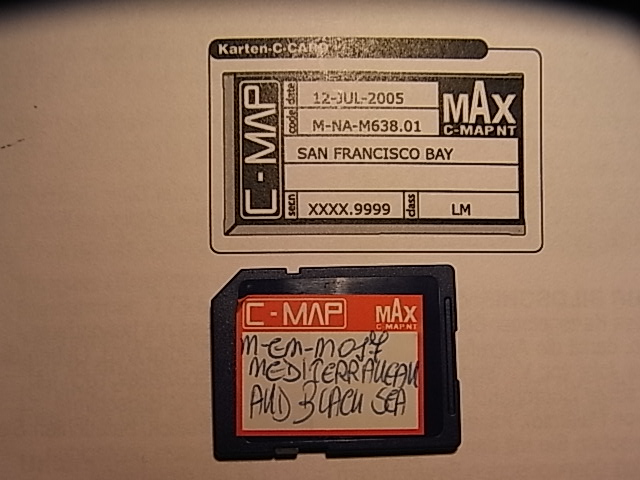 Karten-C-CARD
C-MAP
date 12-JUL-2005
code M-NA-M638.01
MAX
C-MAP NT
SAN FRANCISCO BAY
ser.n XXXX.9999 class LM
C-MAP MAX
C-MAP NT
MEDITERRANEAN
AND BLACK SEA